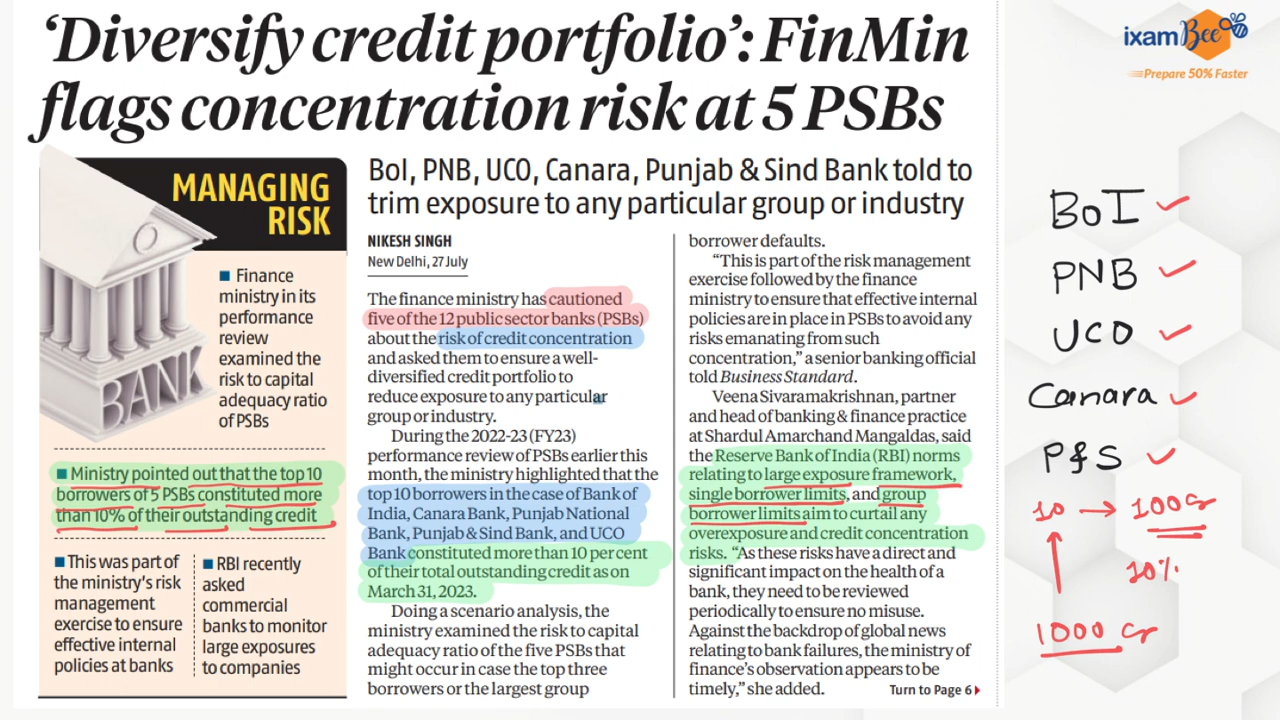 ‘Diversify credit portfolio’: FinMin
flags concentration risk at 5 PSBs
BoI, PNB, UCO, Canara, Punjab & Sind Bank told to
trim exposure to any particular group or industry
MANAGING
RISK
■ Finance
ministry in its
performance
review
examined the
risk to capital
adequacy ratio
of PSBs
■ Ministry pointed out that the top 10
borrowers of 5 PSBs constituted more
than 10% of their outstanding credit
■ This was part of
the ministry's risk
management
exercise to ensure
effective internal
policies at banks
■ RBI recently
asked
commercial
banks to monitor
large exposures
to companies
NIKESH SINGH
New Delhi, 27 July
The finance ministry has cautioned
five of the 12 public sector banks (PSBs)
about the risk of credit concentration
and asked them to ensure a well-
diversified credit portfolio to
reduce exposure to any particular
group or industry.
During the 2022-23 (FY23)
performance review of PSBs earlier this
month, the ministry highlighted that the
top 10 borrowers in the case of Bank of
India, Canara Bank, Punjab National
Bank, Punjab & Sind Bank, and UCO
Bank constituted more than 10 per cent
of their total outstanding credit as on
March 31, 2023.
Doing a scenario analysis, the
ministry examined the risk to capital
adequacy ratio of the five PSBs that
might occur in case the top three
borrowers or the largest group
borrower defaults.
“This is part of the risk management
exercise followed by the finance
ministry to ensure that effective internal
policies are in place in PSBs to avoid any
risks emanating from such
concentration,” a senior banking official
told Business Standard.
Veena Sivaramakrishnan, partner
and head of banking & finance practice
at Shardul Amarchand Mangaldas, said
the Reserve Bank of India (RBI) norms
relating to large exposure framework,
single borrower limits, and group
borrower limits aim to curtail any
overexposure and credit concentration
risks. “As these risks have a direct and
significant impact on the health of a
bank, they need to be reviewed
periodically to ensure no misuse.
Against the backdrop of global news
relating to bank failures, the ministry of
finance's observation appears to be
timely,” she added.
Turn to Page 6
ixamBee
Prepare 50% Faster
BoI
PNB
UCO
Canara
P&S
10 → 100 Cr
10%
1000 Cr
BANK